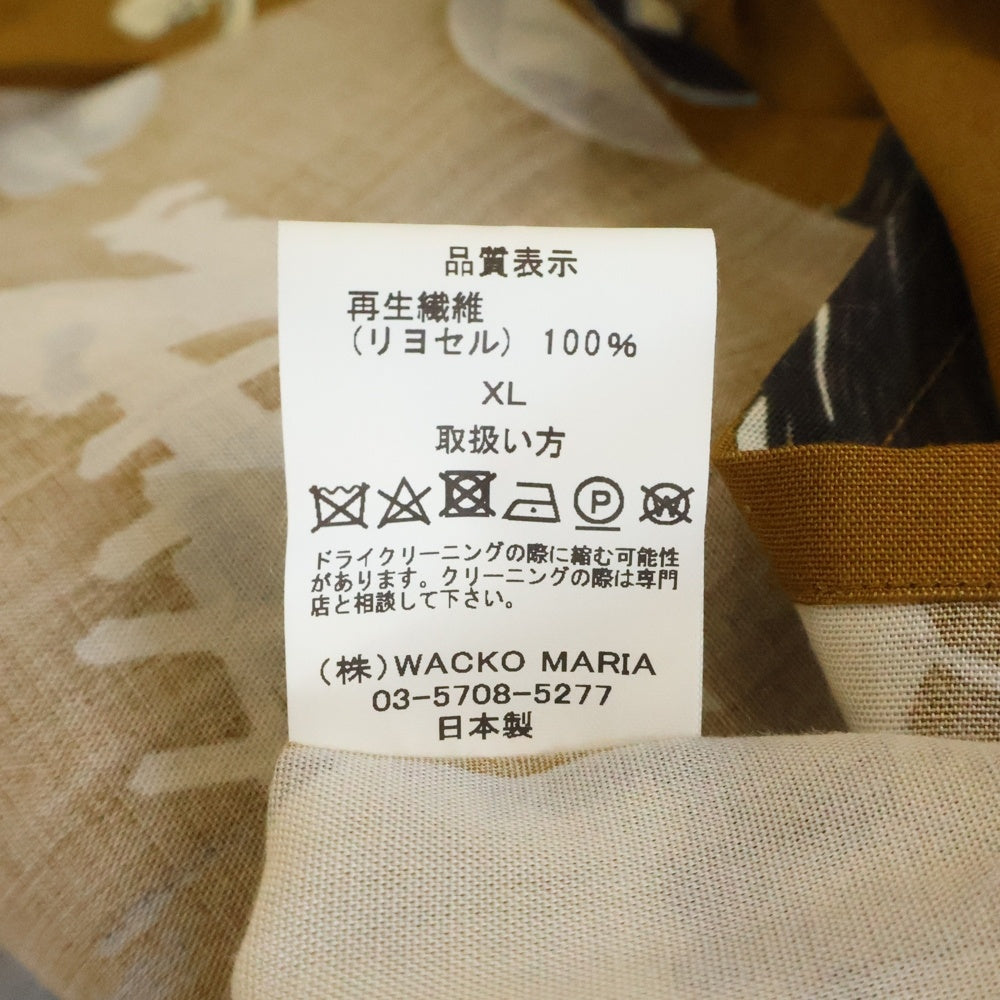 品質表示
再生繊維
(リヨセル) 100%
XL
取扱い方
P
W
ドライクリーニングの際に縮む可能性
があります。クリーニングの際は専門
店と相談して下さい。
(株)WACKO MARIA
03-5708-5277
日本製